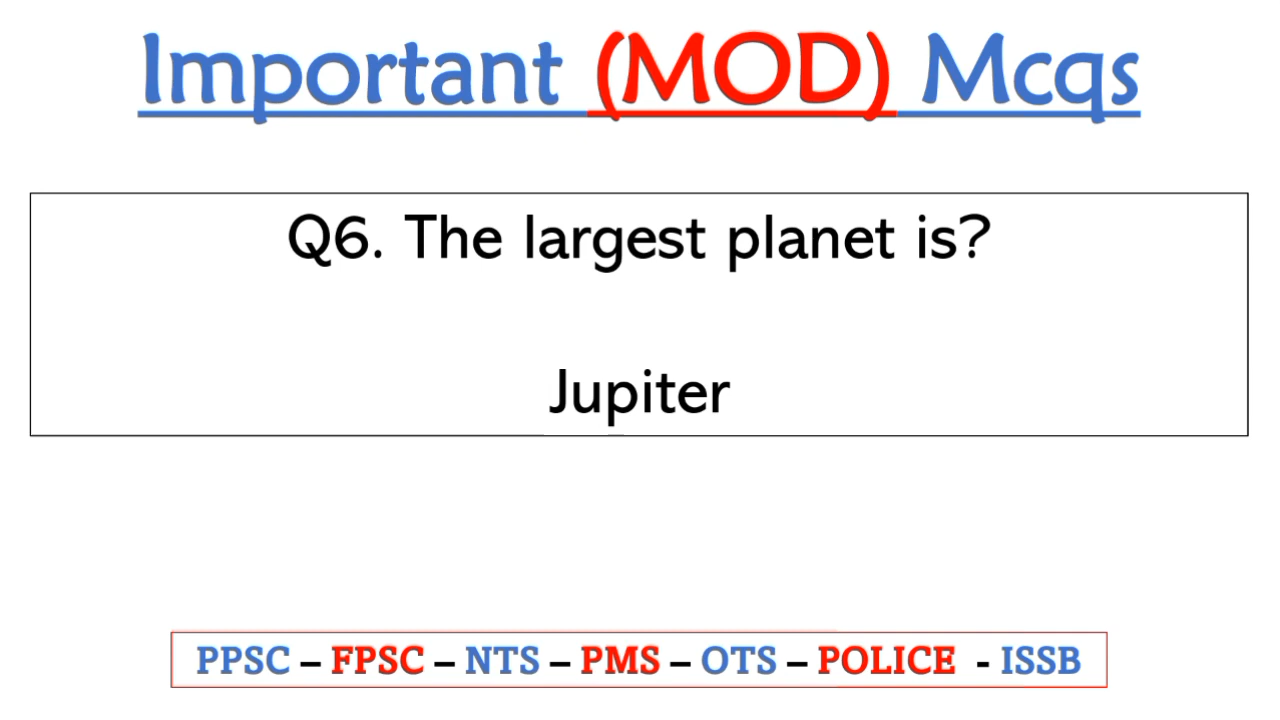 Important (MOD) Mcqs
Q6. The largest planet is?
Jupiter
PPSC – FPSC – NTS – PMS – OTS – POLICE - ISSB